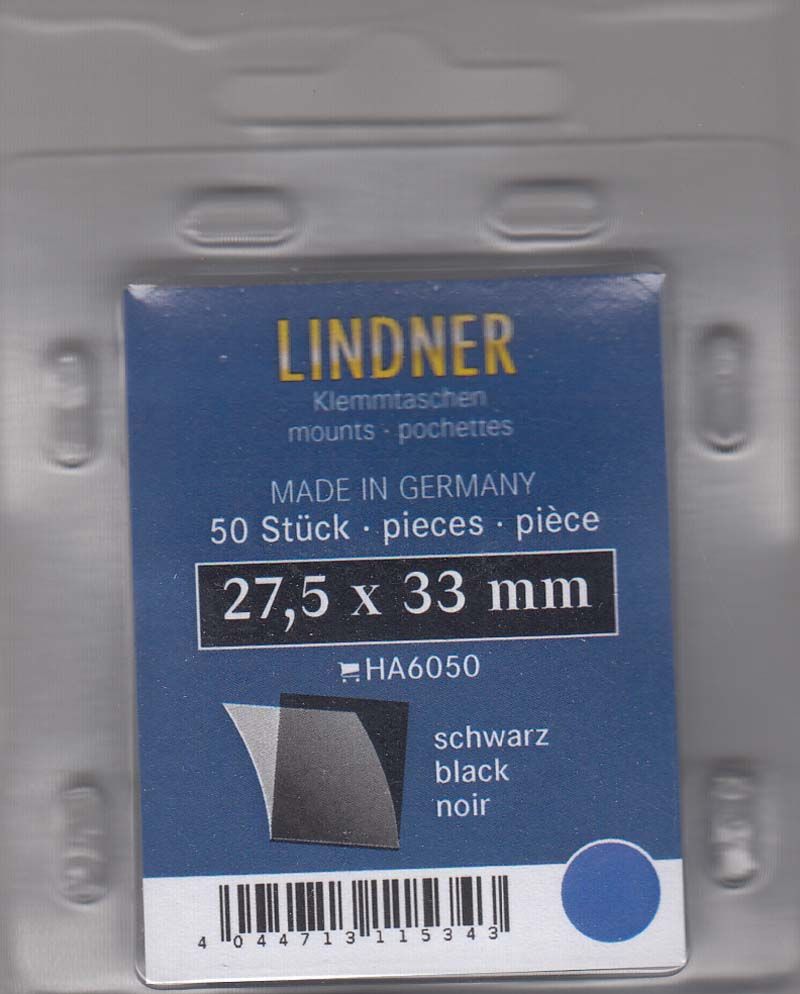 LINDNER
Klemmtaschen
mounts · pochettes
MADE IN GERMANY
50 Stück · pieces · pièce
27,5 x 33 mm
HA6050
schwarz
black
noir
4 044713 115343